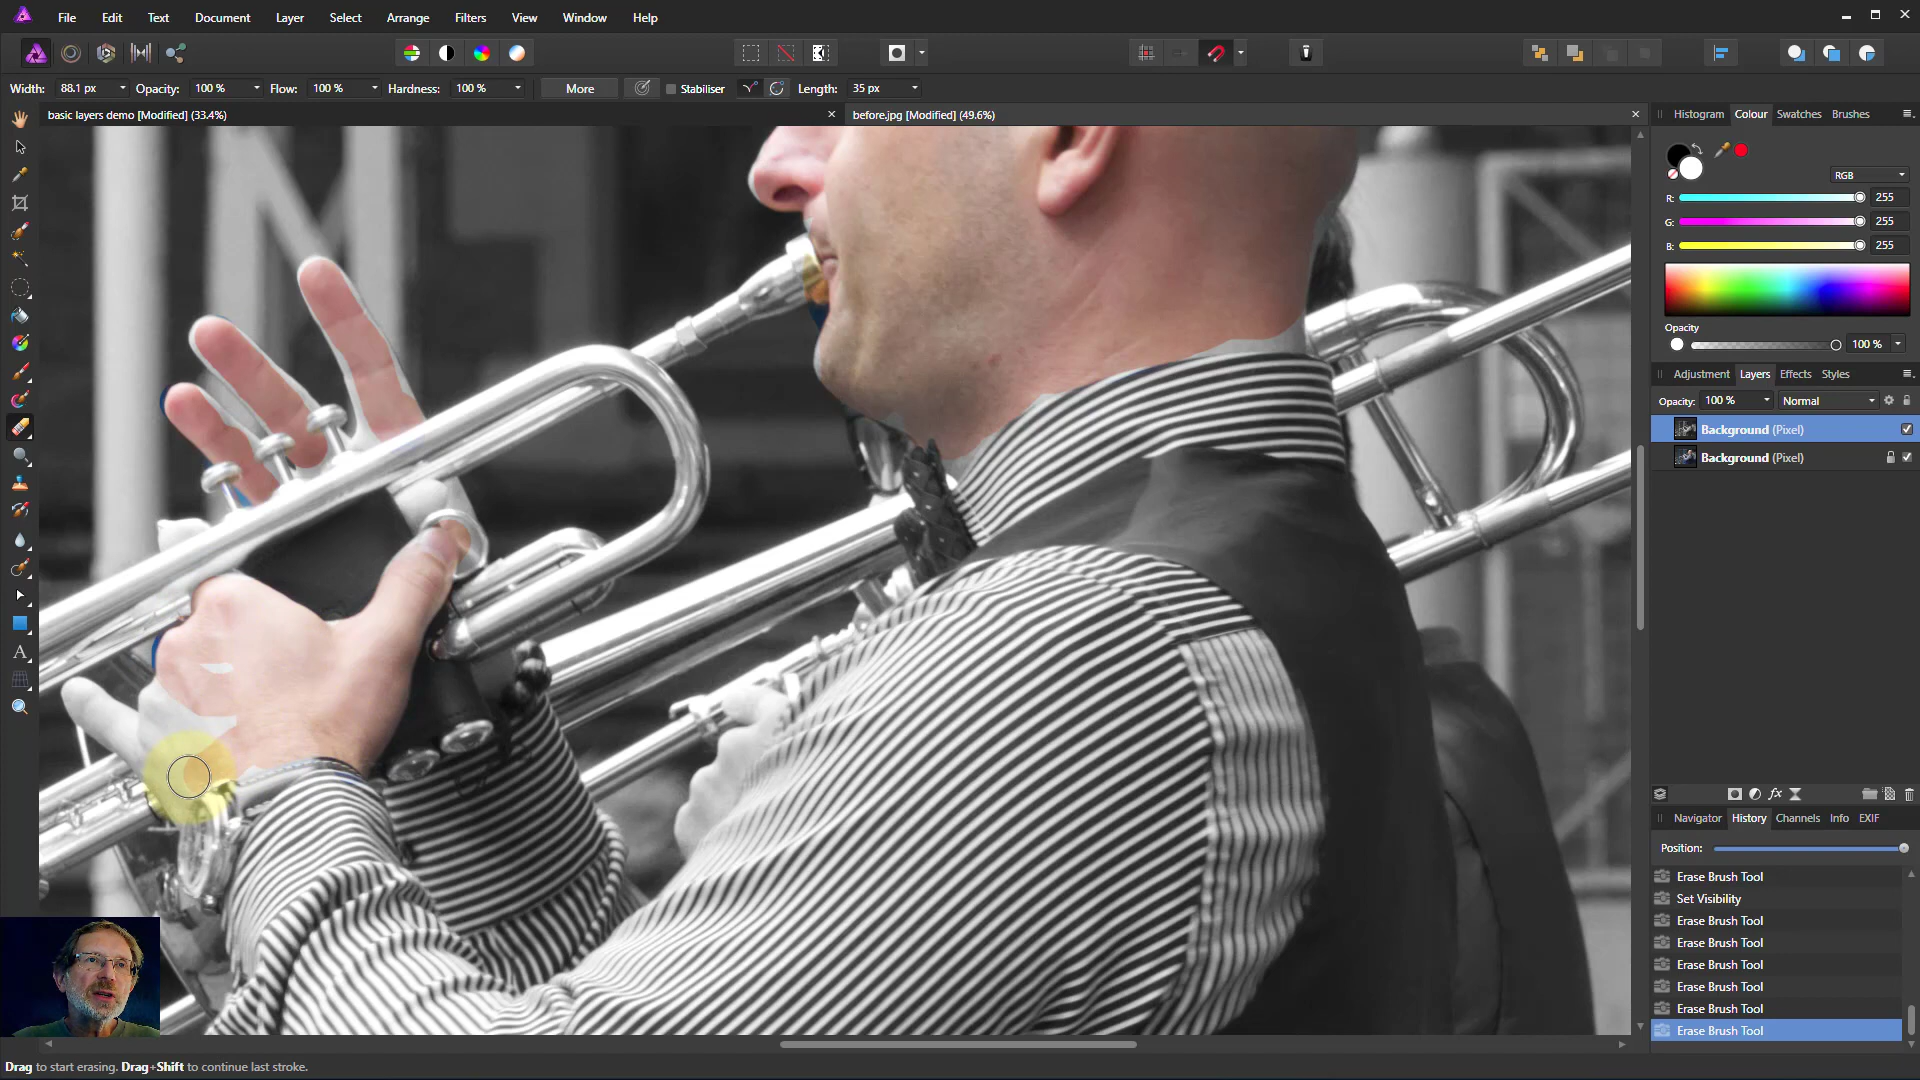 File Edit Text Document Layer Select Arrange Filters View Window Help
Width: 88.1 px Opacity: 100 % Flow: 100 % Hardness: 100 % More Stabiliser Length: 35 px
basic layers demo [Modified] (33.4%)
before.jpg [Modified] (49.6%)
Histogram Colour Swatches Brushes
RGB
R: 255
G: 255
B: 255
Opacity
100 %
Adjustment Layers Effects Styles
Opacity: 100 % Normal
Background (Pixel)
Background (Pixel)
fx
Navigator History Channels Info EXIF
Position:
Erase Brush Tool
Set Visibility
Erase Brush Tool
Erase Brush Tool
Erase Brush Tool
Erase Brush Tool
Erase Brush Tool
Erase Brush Tool
Drag to start erasing. Drag+Shift to continue last stroke.